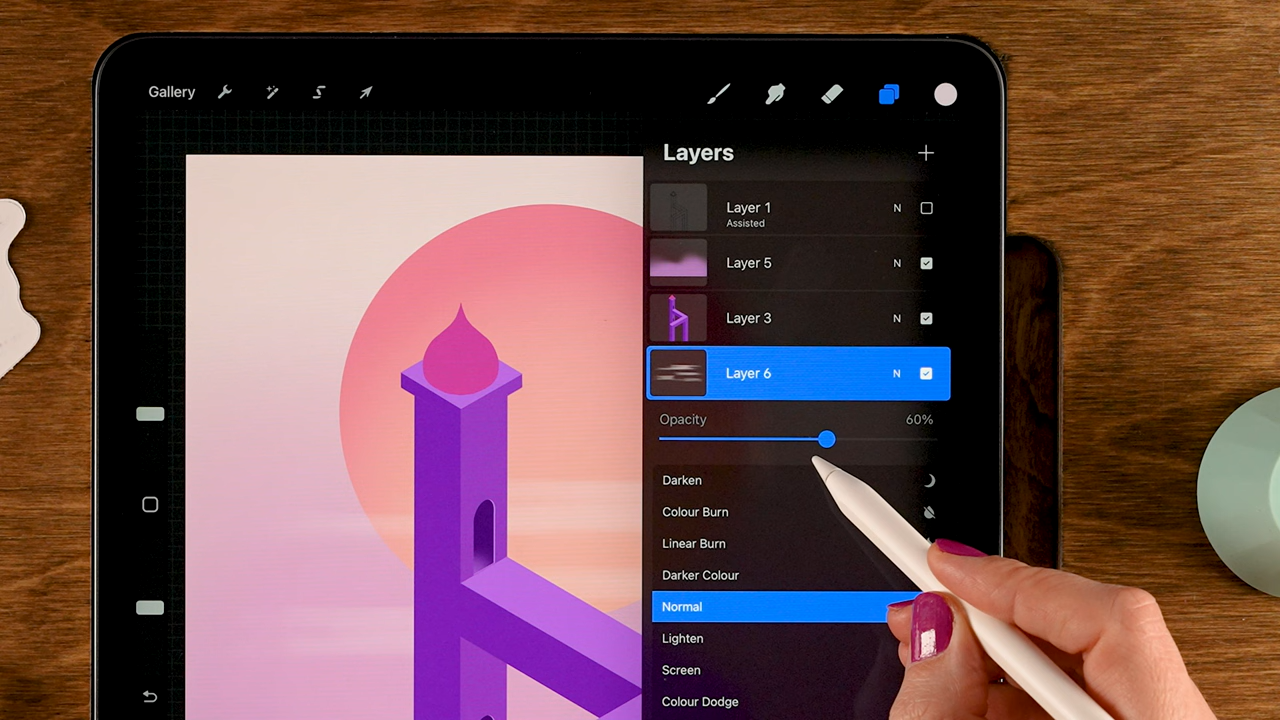 Gallery
Layers
Layer 1
N
Assisted
Layer 5
N
Layer 3
N
Layer 6
N
Opacity
60%
Darken
Colour Burn
Linear Burn
Darker Colour
Normal
Lighten
Screen
Colour Dodge